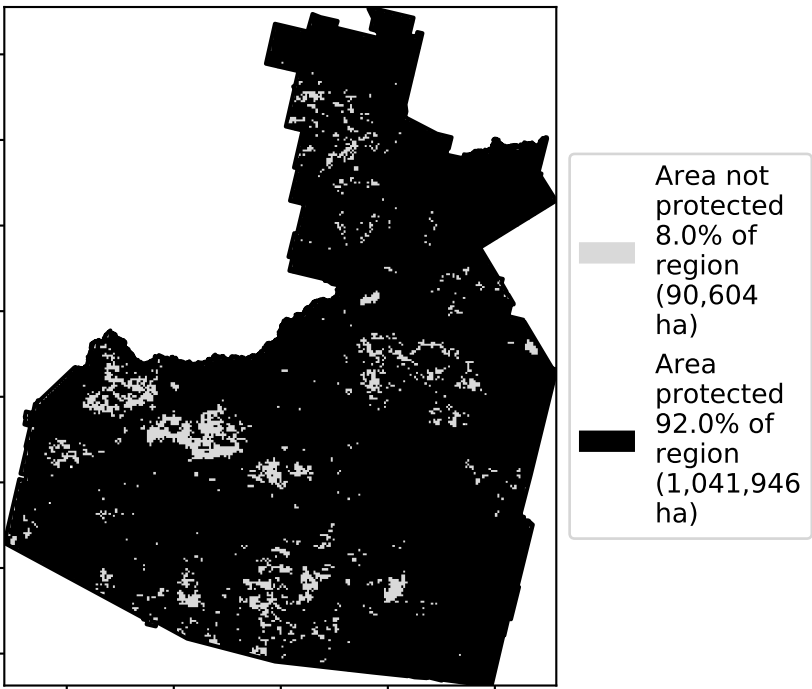 Area not
protected
8.0% of
region
(90,604
ha)
Area
protected
92.0% of
region
(1,041,946
ha)